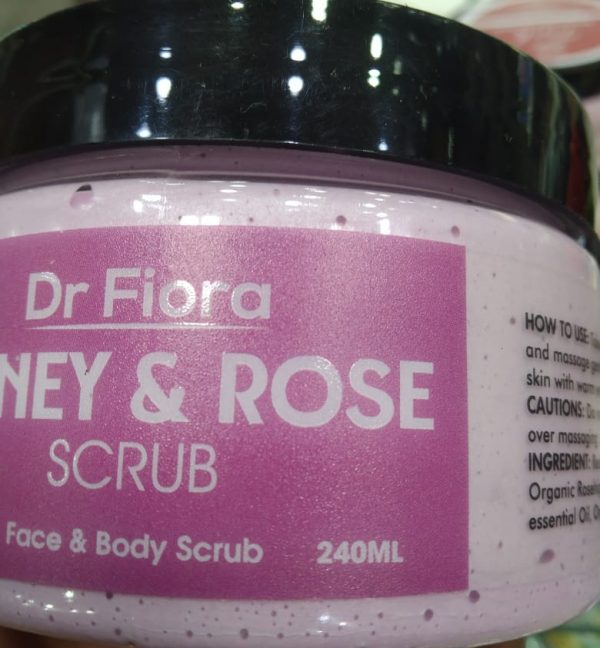 Dr Fiora
NEY & ROSE
SCRUB
Face & Body Scrub 240ML
HOW TO USE:
and massage
skin with warm
CAUTIONS:
over massaging
INGREDIENT:
Organic
essential Oil,